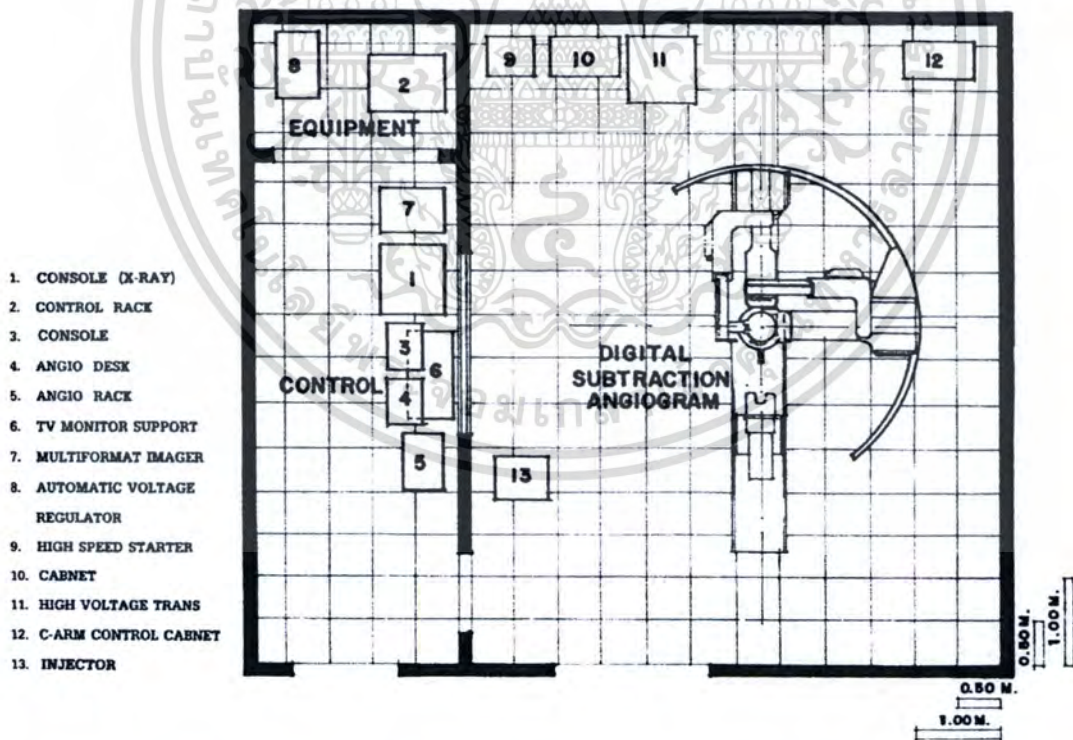 1. CONSOLE (X-RAY)
2. CONTROL RACK
3. CONSOLE
4. ANGIO DESK
5. ANGIO RACK
6. TV MONITOR SUPPORT
7. MULTIFORMAT IMAGER
8. AUTOMATIC VOLTAGE
REGULATOR
9. HIGH SPEED STARTER
10. CABNET
11. HIGH VOLTAGE TRANS
12. C-ARM CONTROL CABNET
13. INJECTOR
8
2
9
10
11
12
EQUIPMENT
7
1
3
6
4
CONTROL
5
13
DIGITAL
SUBTRACTION
ANGIOGRAM
0.50 M.
1.00 M.
0.50 M.
1.00 M.